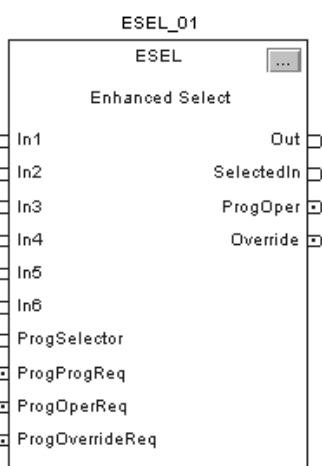 ESEL_01
ESEL
...
Enhanced Select
In1 Out
In2 SelectedIn
In3 ProgOper
In4 Override
In5
In6
ProgSelector
ProgProgReq
ProgOperReq
ProgOverrideReq